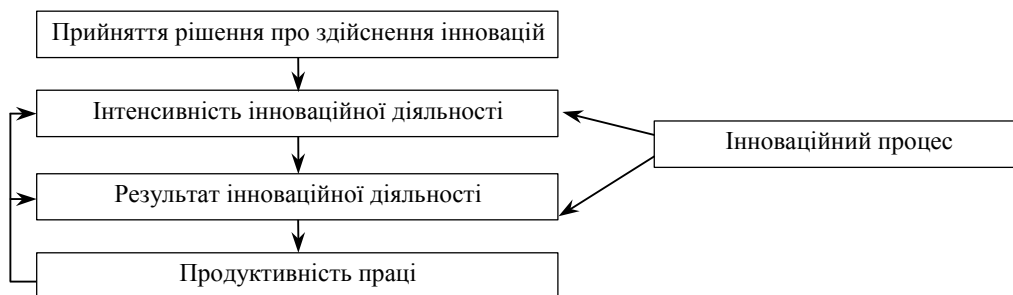 Прийняття рішення про здійснення інновацій
Інтенсивність інноваційної діяльності
Інноваційний процес
Результат інноваційної діяльності
Продуктивність праці